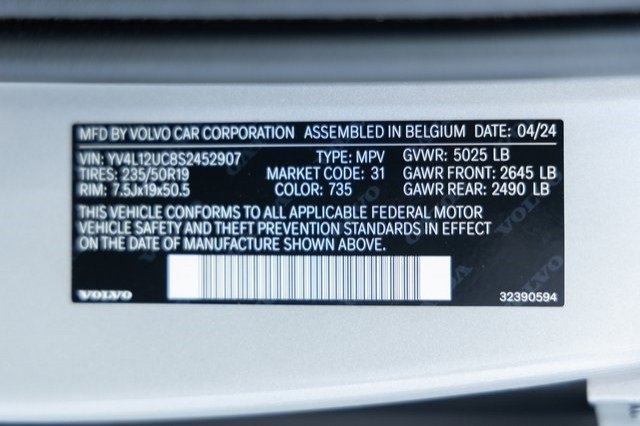 MFD BY VOLVO CAR CORPORATION ASSEMBLED IN BELGIUM DATE: 04/24
VIN: YV4L12UC8S2452907 TYPE: MPV GVWR: 5025 LB
TIRES: 235/50R19 MARKET CODE: 31 GAWR FRONT: 2645 LB
RIM: 7.5Jx19x50.5 COLOR: 735 GAWR REAR: 2490 LB
THIS VEHICLE CONFORMS TO ALL APPLICABLE FEDERAL MOTOR
VEHICLE SAFETY AND THEFT PREVENTION STANDARDS IN EFFECT
ON THE DATE OF MANUFACTURE SHOWN ABOVE.
VOLVO 32390594